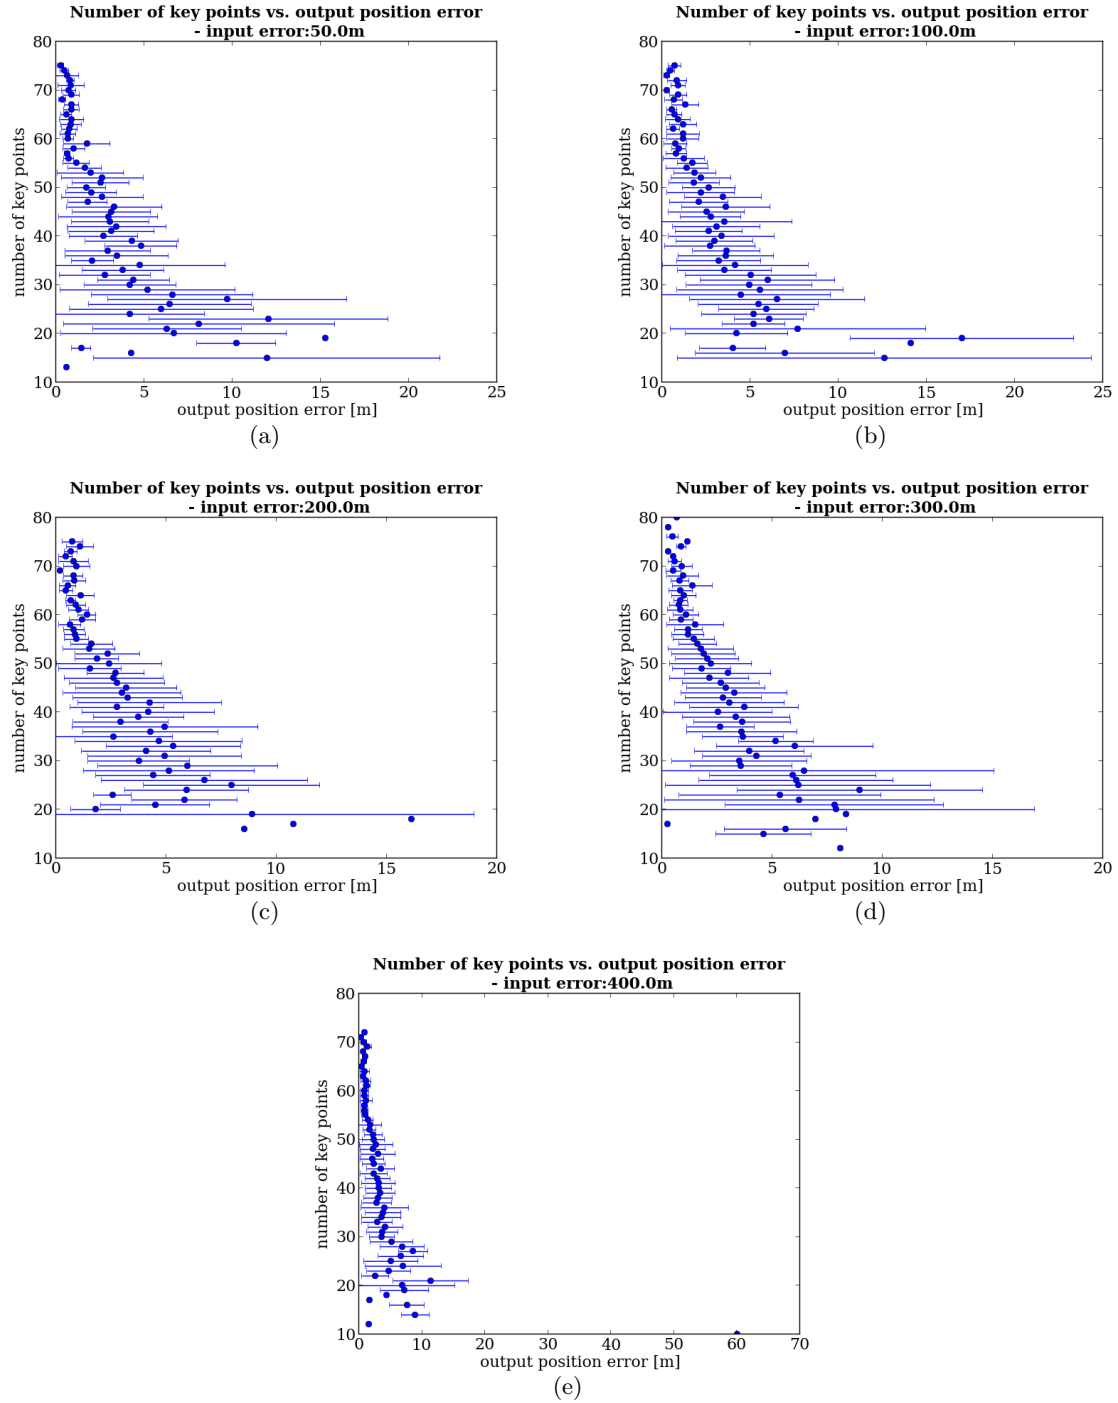 Number of key points vs. output position error
- input error:50.0m
80
70
60
50
40
30
20
10
number of key points
0 5 10 15 20 25
output position error [m]
(a)
Number of key points vs. output position error
- input error:100.0m
80
70
60
50
40
30
20
10
number of key points
0 5 10 15 20 25
output position error [m]
(b)
Number of key points vs. output position error
- input error:200.0m
80
70
60
50
40
30
20
10
number of key points
0 5 10 15 20
output position error [m]
(c)
Number of key points vs. output position error
- input error:300.0m
80
70
60
50
40
30
20
10
number of key points
0 5 10 15 20
output position error [m]
(d)
Number of key points vs. output position error
- input error:400.0m
80
70
60
50
40
30
20
10
number of key points
0 10 20 30 40 50 60 70
output position error [m]
(e)